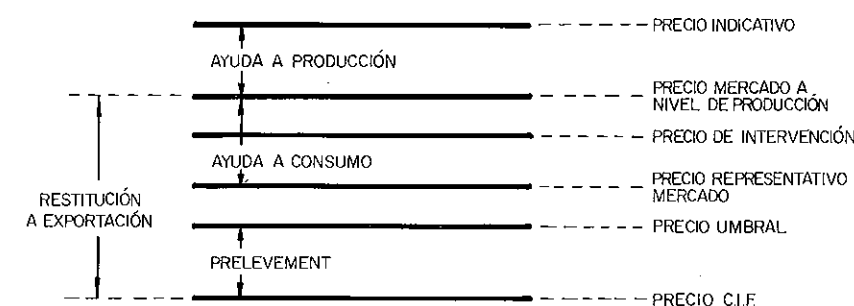 PRECIO INDICATIVO
AYUDA A PRODUCCIÓN
PRECIO MERCADO A
NIVEL DE PRODUCCIÓN
PRECIO DE INTERVENCIÓN
AYUDA A CONSUMO
PRECIO REPRESENTATIVO
MERCADO
RESTITUCIÓN
A EXPORTACIÓN
PRECIO UMBRAL
PRELEVEMENT
PRECIO C.I.F.